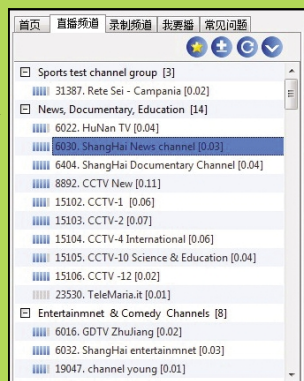 首页 直播频道 录制频道 我要播 常见问题
Sports test channel group [3]
31387. Rete Sei - Campania [0.02]
News, Documentary, Education [14]
6022. HuNan TV [0.04]
6030. ShangHai News channel [0.03]
6404. ShangHai Documentary Channel [0.04]
8892. CCTV New [0.11]
15102. CCTV-1 [0.06]
15103. CCTV-2 [0.07]
15104. CCTV-4 International [0.06]
15105. CCTV-10 Science & Education [0.04]
15106. CCTV -12 [0.02]
23530. TeleMaria.it [0.01]
Entertainmnet & Comedy Channels [8]
6016. GDTV ZhuJiang [0.02]
6032. ShangHai entertainmnet [0.03]
19047. channel young [0.01]